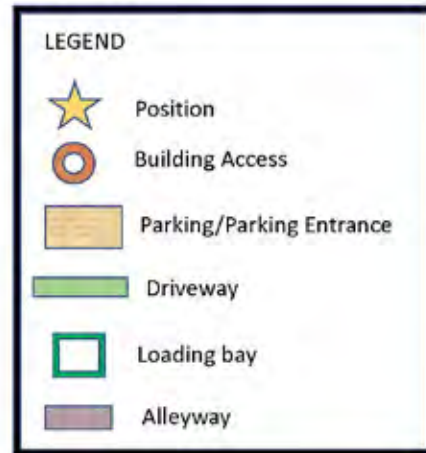 LEGEND
Position
Building Access
Parking/Parking Entrance
Driveway
Loading bay
Alleyway